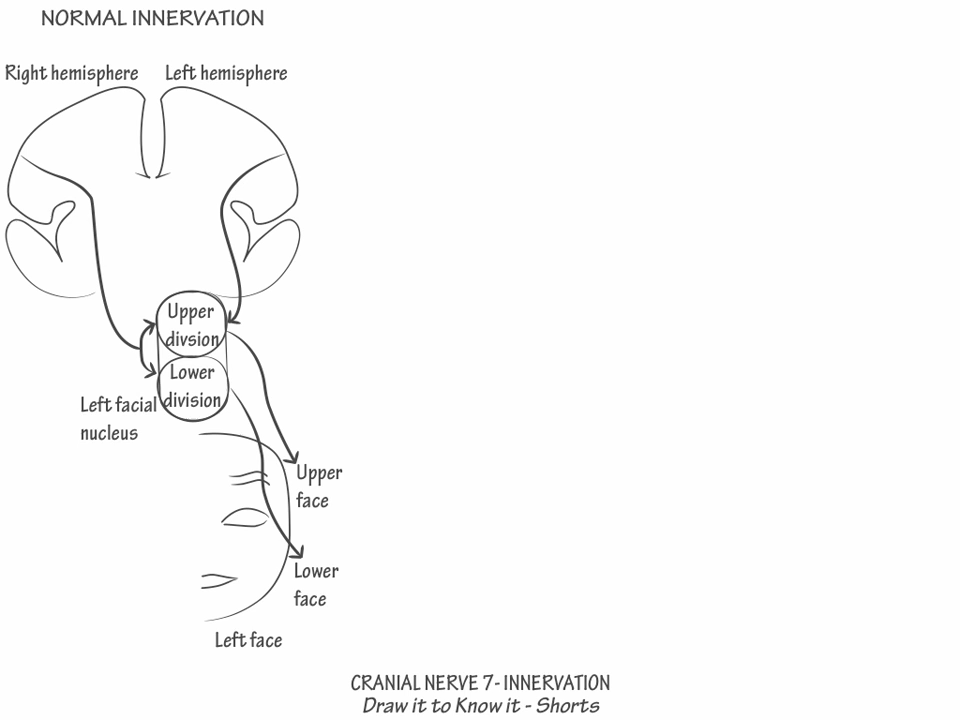 NORMAL INNERVATION
Right hemisphere
Left hemisphere
Upper
divsion
Lower
division
Left facial
nucleus
Upper
face
Lower
face
Left face
CRANIAL NERVE 7- INNERVATION
Draw it to Know it - Shorts